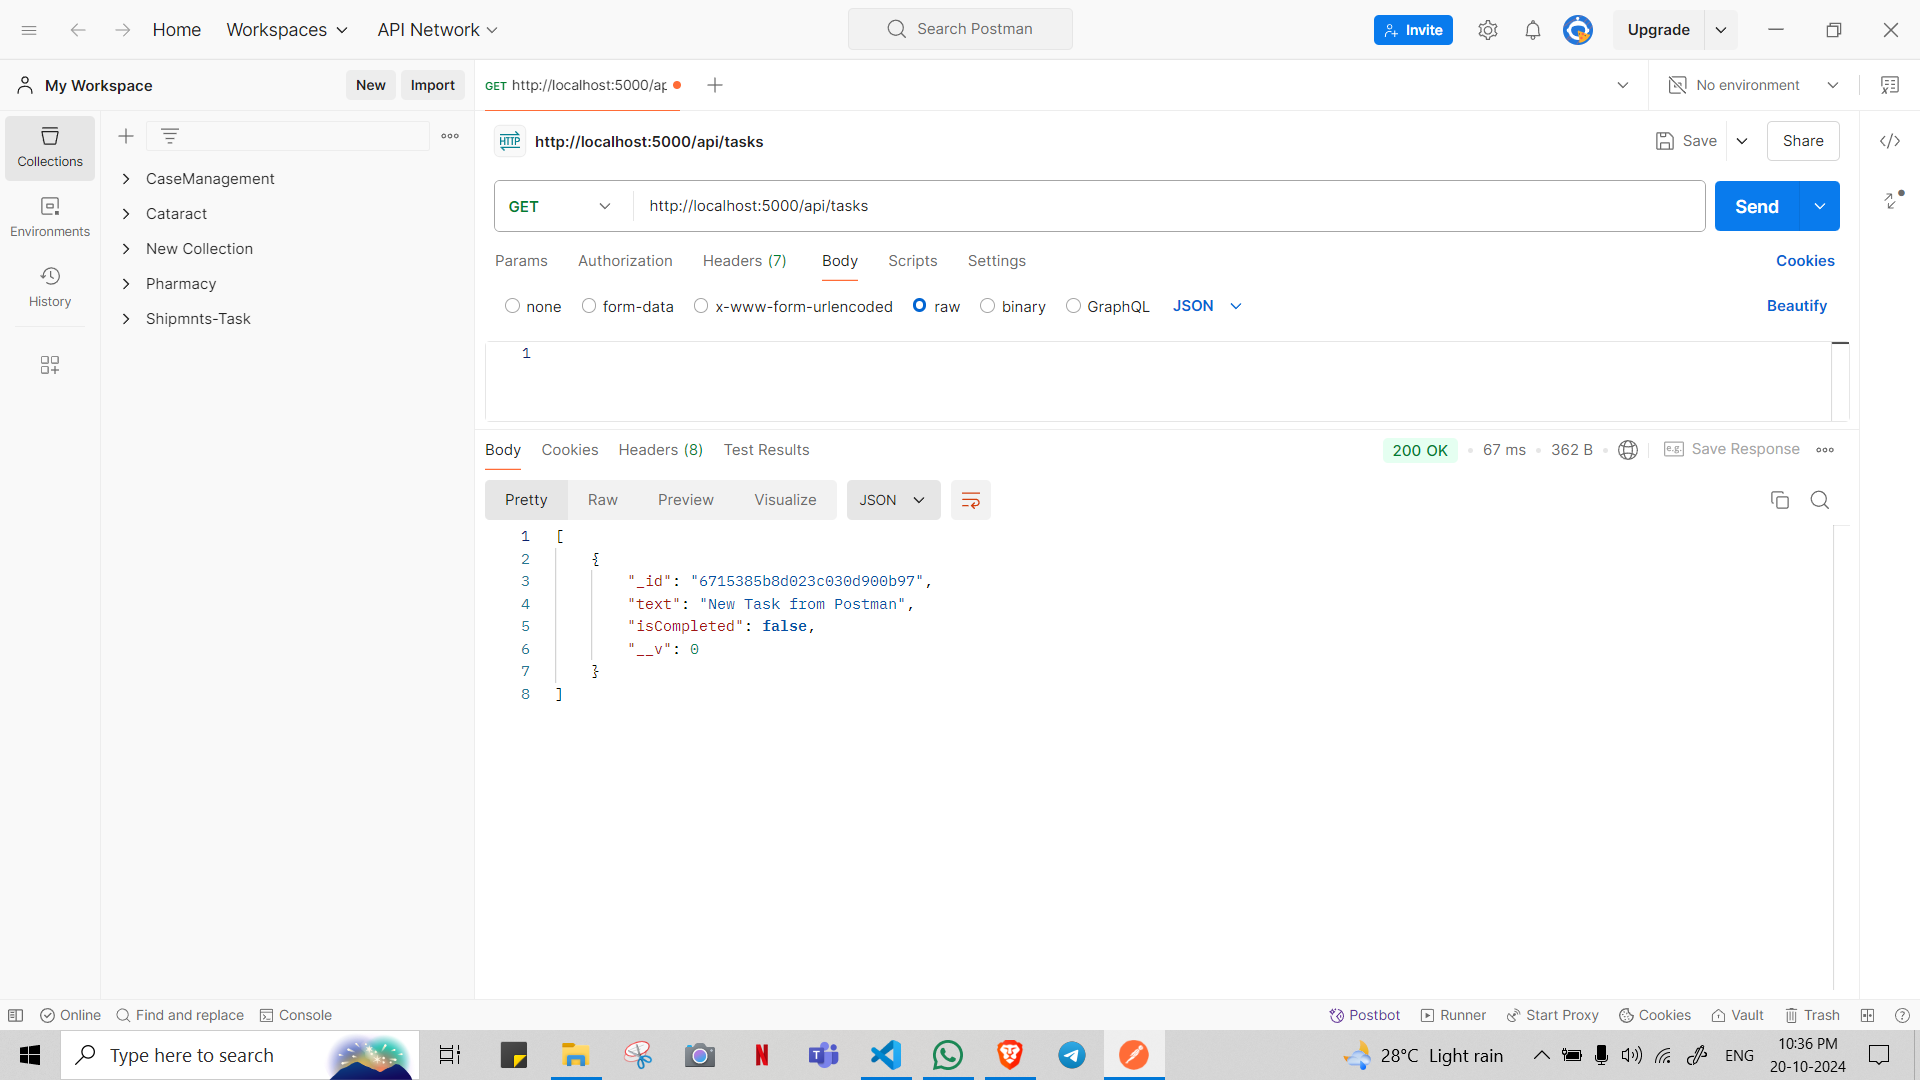 Home Workspaces API Network Search Postman Invite Upgrade
My Workspace New Import GET http://localhost:5000/ap No environment
HTTP http://localhost:5000/api/tasks Save Share
Collections
CaseManagement
Cataract
New Collection
Pharmacy
Shipmnts-Task
Environments
History
GET http://localhost:5000/api/tasks Send
Params Authorization Headers (7) Body Scripts Settings Cookies
none form-data x-www-form-urlencoded raw binary GraphQL JSON Beautify
1
Body Cookies Headers (8) Test Results 200 OK 67 ms 362 B e.g. Save Response
Pretty Raw Preview Visualize JSON
1 [
2 {
3 "_id": "6715385b8d023c030d900b97",
4 "text": "New Task from Postman",
5 "isCompleted": false,
6 "__v": 0
7 }
8 ]
Online Find and replace Console Postbot Runner Start Proxy Cookies Vault Trash
Type here to search 28°C Light rain ENG 10:36 PM
20-10-2024